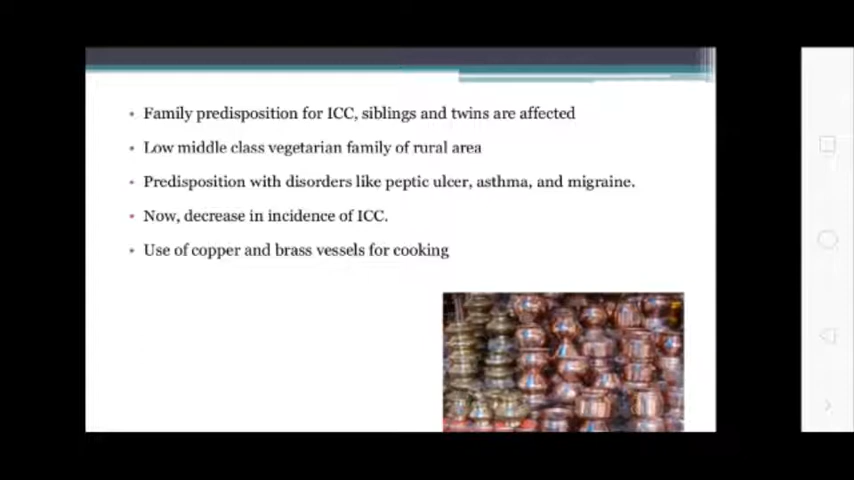 • Family predisposition for ICC, siblings and twins are affected
• Low middle class vegetarian family of rural area
• Predisposition with disorders like peptic ulcer, asthma, and migraine.
• Now, decrease in incidence of ICC.
• Use of copper and brass vessels for cooking